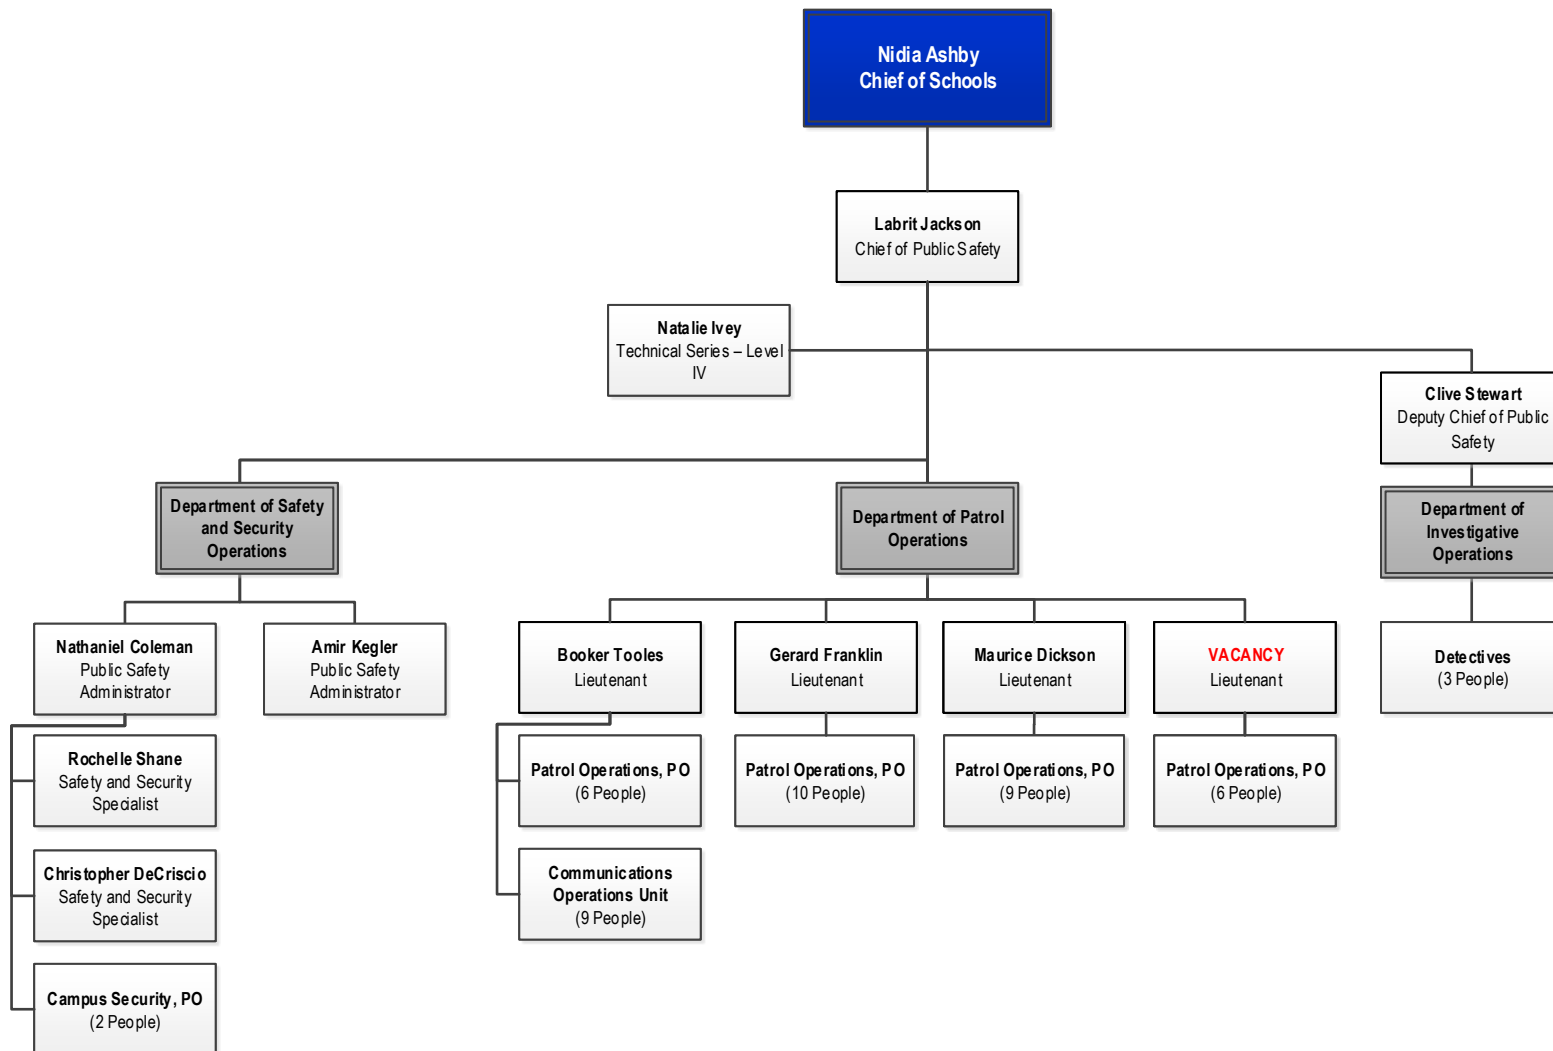 Nidia Ashby
Chief of Schools
Labrit Jackson
Chief of Public Safety
Natalie Ivey
Technical Series – Level
IV
Clive Stewart
Deputy Chief of Public
Safety
Department of Safety
and Security
Operations
Department of Patrol
Operations
Department of
Investigative
Operations
Nathaniel Coleman
Public Safety
Administrator
Amir Kegler
Public Safety
Administrator
Booker Tooles
Lieutenant
Gerard Franklin
Lieutenant
Maurice Dickson
Lieutenant
VACANCY
Lieutenant
Detectives
(3 People)
Rochelle Shane
Safety and Security
Specialist
Patrol Operations, PO
(6 People)
Patrol Operations, PO
(10 People)
Patrol Operations, PO
(9 People)
Patrol Operations, PO
(6 People)
Christopher DeCriscio
Safety and Security
Specialist
Communications
Operations Unit
(9 People)
Campus Security, PO
(2 People)